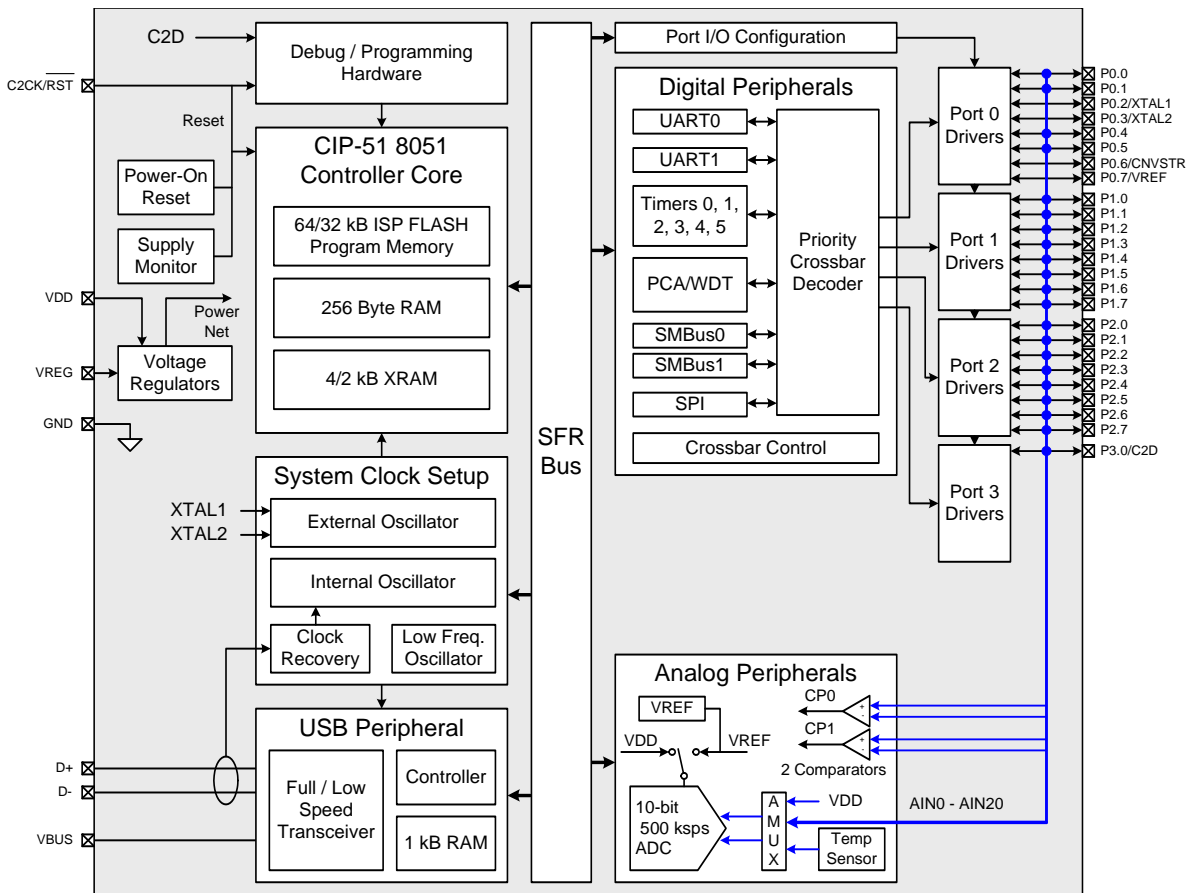 C2D
Debug / Programming
Hardware
C2CK/RST
Reset
Power-On
Reset
Supply
Monitor
VDD
Power
Net
VREG
Voltage
Regulators
GND
CIP-51 8051
Controller Core
64/32 kB ISP FLASH
Program Memory
256 Byte RAM
4/2 kB XRAM
System Clock Setup
XTAL1
XTAL2
External Oscillator
Internal Oscillator
Clock
Recovery
Low Freq.
Oscillator
USB Peripheral
D+
D-
VBUS
Full / Low
Speed
Transceiver
Controller
1 kB RAM
SFR
Bus
Port I/O Configuration
Digital Peripherals
UART0
UART1
Timers 0, 1,
2, 3, 4, 5
PCA/WDT
SMBus0
SMBus1
SPI
Priority
Crossbar
Decoder
Crossbar Control
Port 0
Drivers
Port 1
Drivers
Port 2
Drivers
Port 3
Drivers
P0.0
P0.1
P0.2/XTAL1
P0.3/XTAL2
P0.4
P0.5
P0.6/CNVSTR
P0.7/VREF
P1.0
P1.1
P1.2
P1.3
P1.4
P1.5
P1.6
P1.7
P2.0
P2.1
P2.2
P2.3
P2.4
P2.5
P2.6
P2.7
P3.0/C2D
Analog Peripherals
VREF
VDD
VREF
CP0
+
-
CP1
+
-
2 Comparators
10-bit
500 ksps
ADC
A
M
U
X
VDD
Temp
Sensor
AIN0 - AIN20